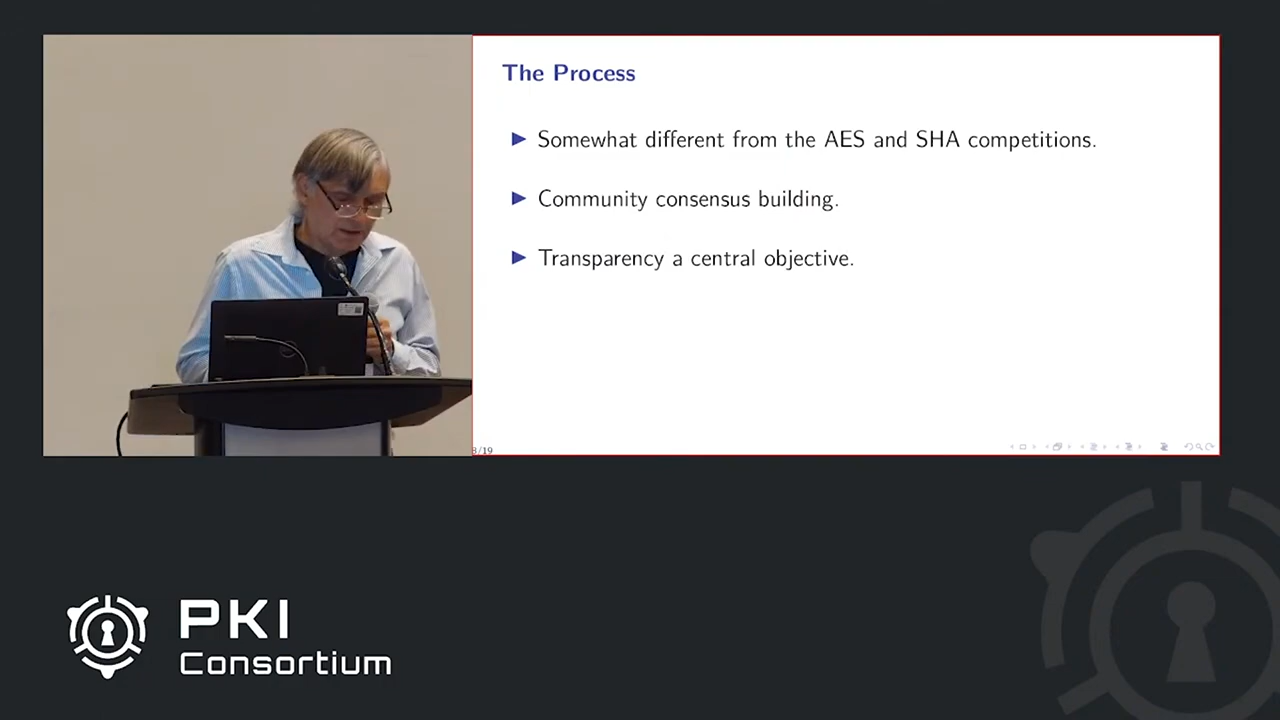 The Process
Somewhat different from the AES and SHA competitions.
Community consensus building.
Transparency a central objective.
8/19
PKI
Consortium